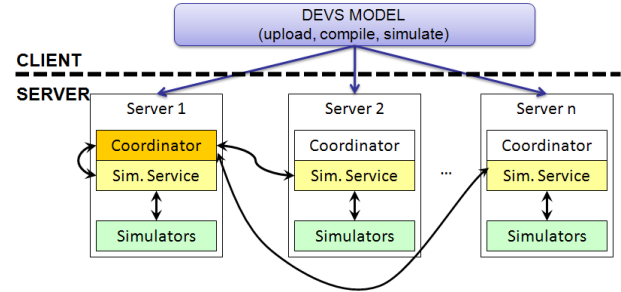 DEVS MODEL
(upload, compile, simulate)
CLIENT
SERVER
Server 1
Server 2
Server n
Coordinator
Coordinator
Coordinator
Sim. Service
Sim. Service
...
Sim. Service
Simulators
Simulators
Simulators